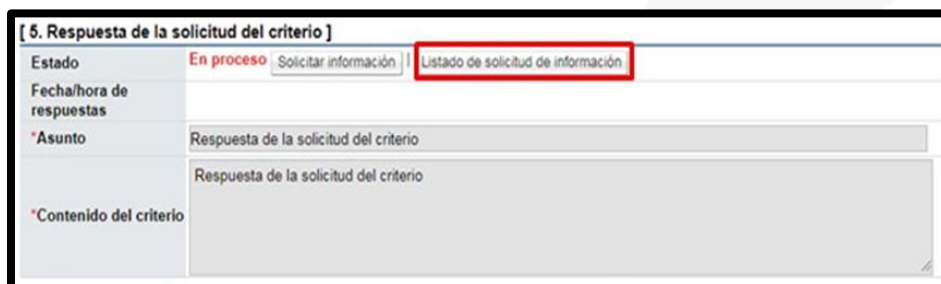 [ 5. Respuesta de la solicitud del criterio ]
Estado En proceso Solicitar información | Listado de solicitud de información
Fecha/hora de
respuestas
*Asunto Respuesta de la solicitud del criterio
Respuesta de la solicitud del criterio
*Contenido del criterio